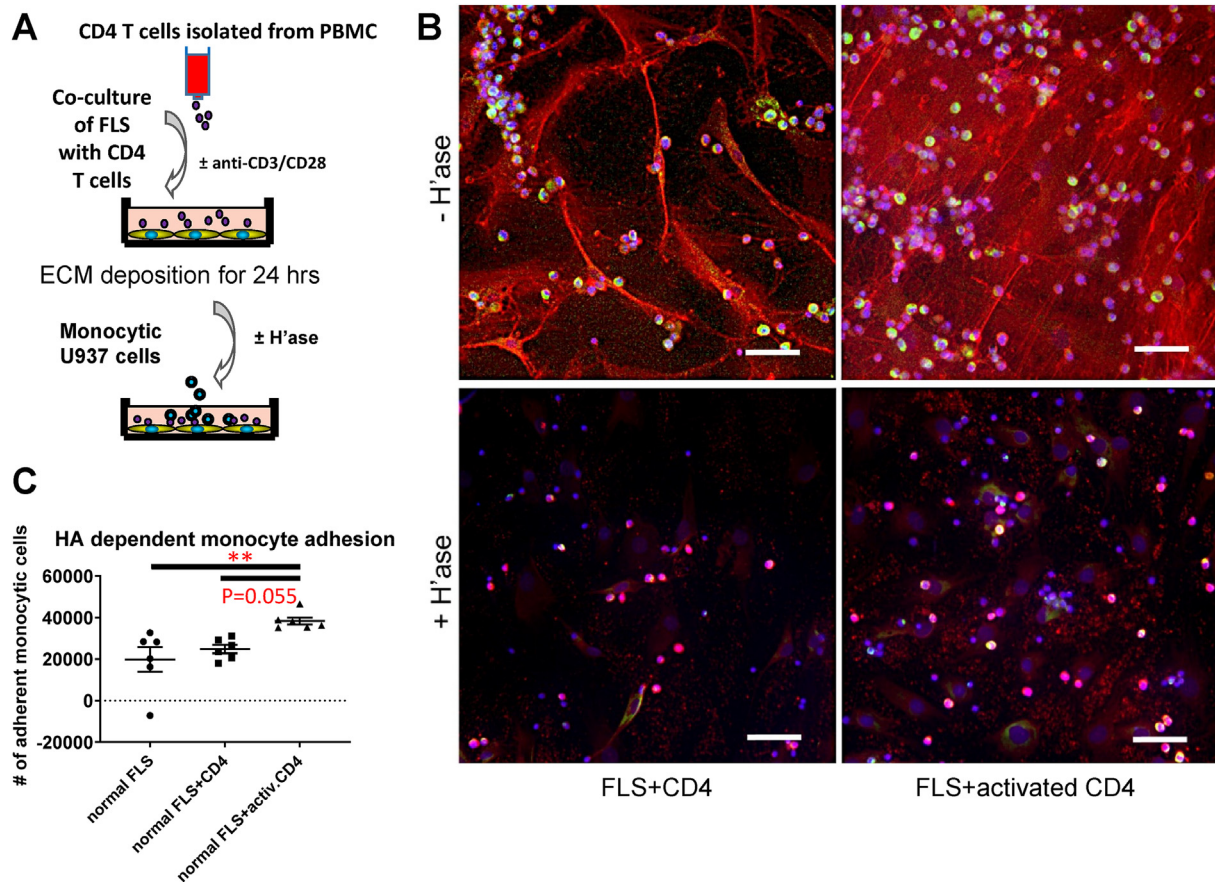 A
CD4 T cells isolated from PBMC
Co-culture
of FLS
with CD4
T cells
± anti-CD3/CD28
ECM deposition for 24 hrs
Monocytic
U937 cells
± H'ase
B
- H'ase
+ H'ase
FLS+CD4
FLS+activated CD4
C
HA dependent monocyte adhesion
**
P=0.055
# of adherent monocytic cells
60000
40000
20000
0
-20000
normal FLS
normal FLS+CD4
normal FLS+activ.CD4